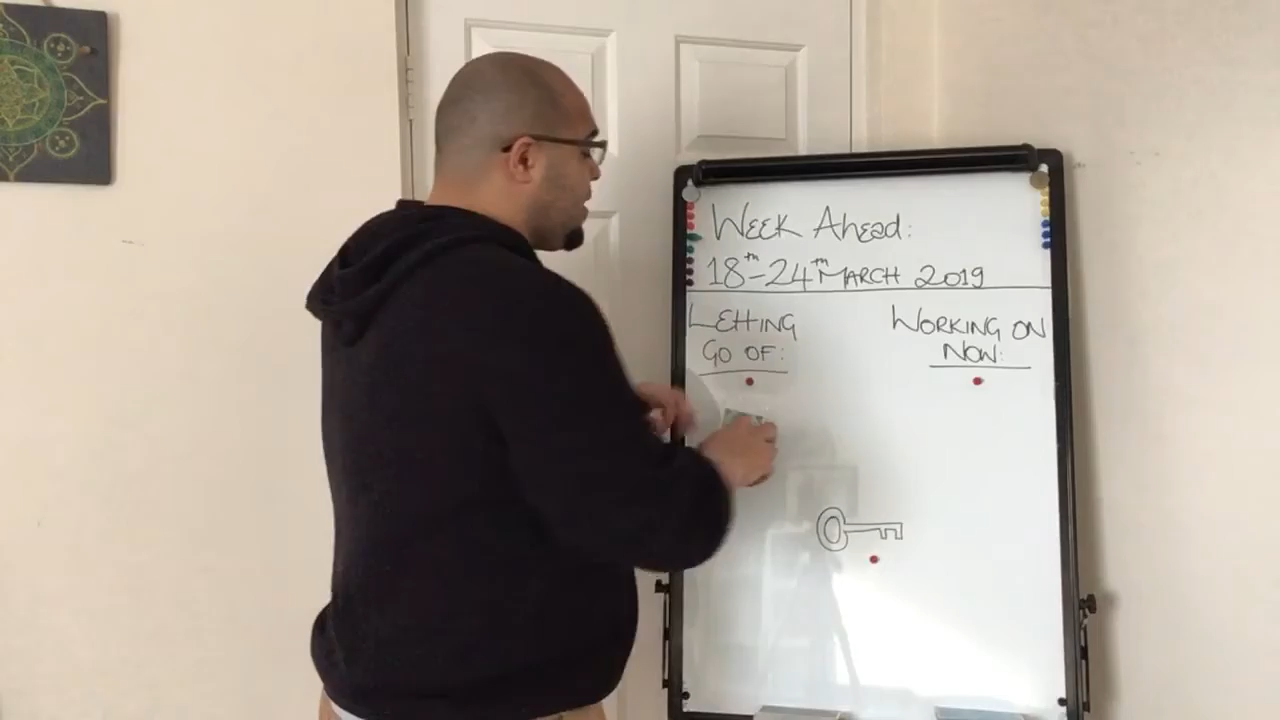 Week Ahead:
18th-24th March 2019
Letting
Go of:
Working on
Now: